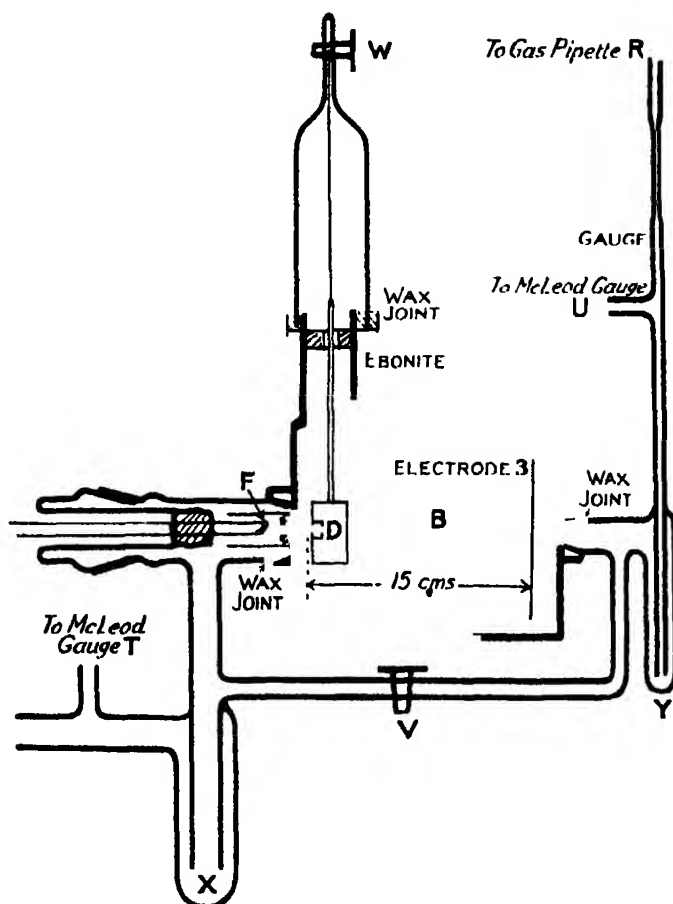 W
To Gas Pipette R
GAUGE
To McLeod Gauge
U
WAX
JOINT
EBONITE
ELECTRODE 3
WAX
JOINT
F
D
B
15 cms
WAX
JOINT
To McLeod
Gauge T
V
Y
X